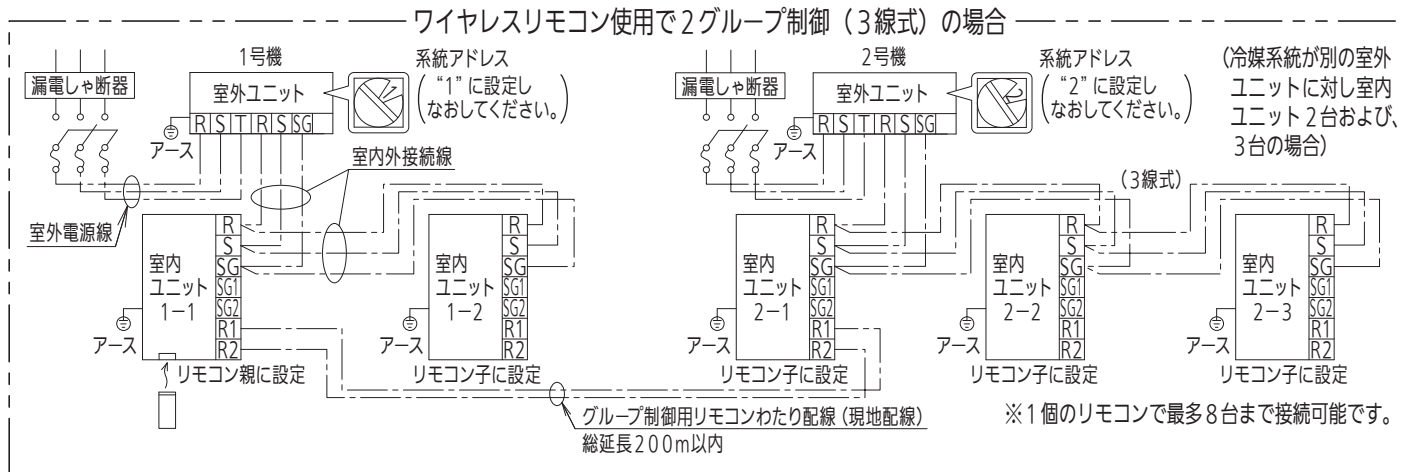 ワイヤレスリモコン使用で2グループ制御（3線式）の場合
漏電しゃ断器
1号機
室外ユニット
R S T R S SG
アース
系統アドレス
“1”に設定し
なおしてください。
室内外接続線
室外電源線
室内
ユニット
1−1
R
S
SG
SG1
SG2
R1
R2
アース
リモコン親に設定
室内
ユニット
1−2
R
S
SG
SG1
SG2
R1
R2
アース
リモコン子に設定
漏電しゃ断器
2号機
室外ユニット
R S T R S SG
アース
系統アドレス
“2”に設定し
なおしてください。
(冷媒系統が別の室外
ユニットに対し室内
ユニット2台および、
3台の場合)
(3線式)
室内
ユニット
2−1
R
S
SG
SG1
SG2
R1
R2
アース
リモコン子に設定
室内
ユニット
2−2
R
S
SG
SG1
SG2
R1
R2
アース
リモコン子に設定
室内
ユニット
2−3
R
S
SG
SG1
SG2
R1
R2
アース
リモコン子に設定
グループ制御用リモコンわたり配線（現地配線）
総延長200m以内
※1個のリモコンで最多8台まで接続可能です。